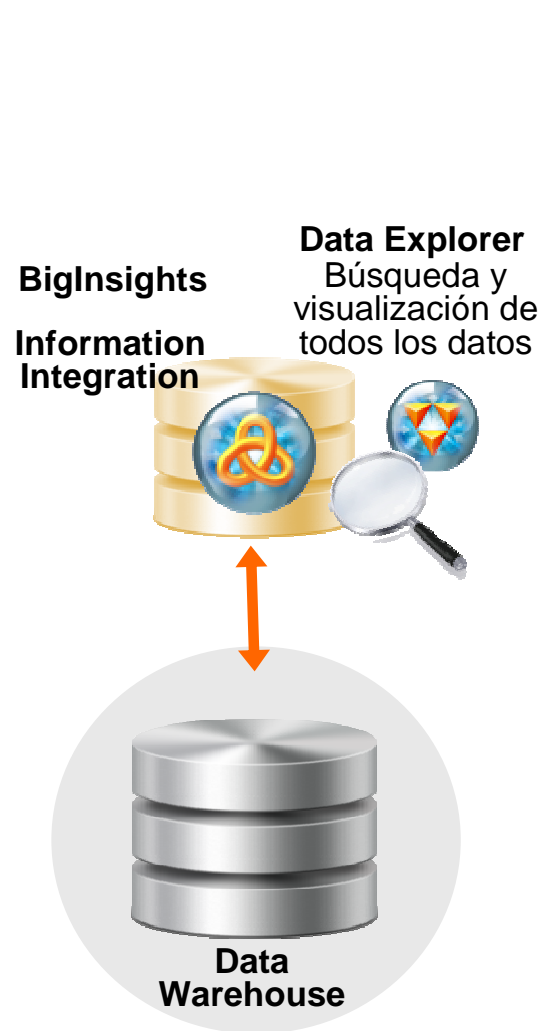 BigInsights
Information
Integration
Data Explorer
Búsqueda y
visualización de
todos los datos
Data
Warehouse